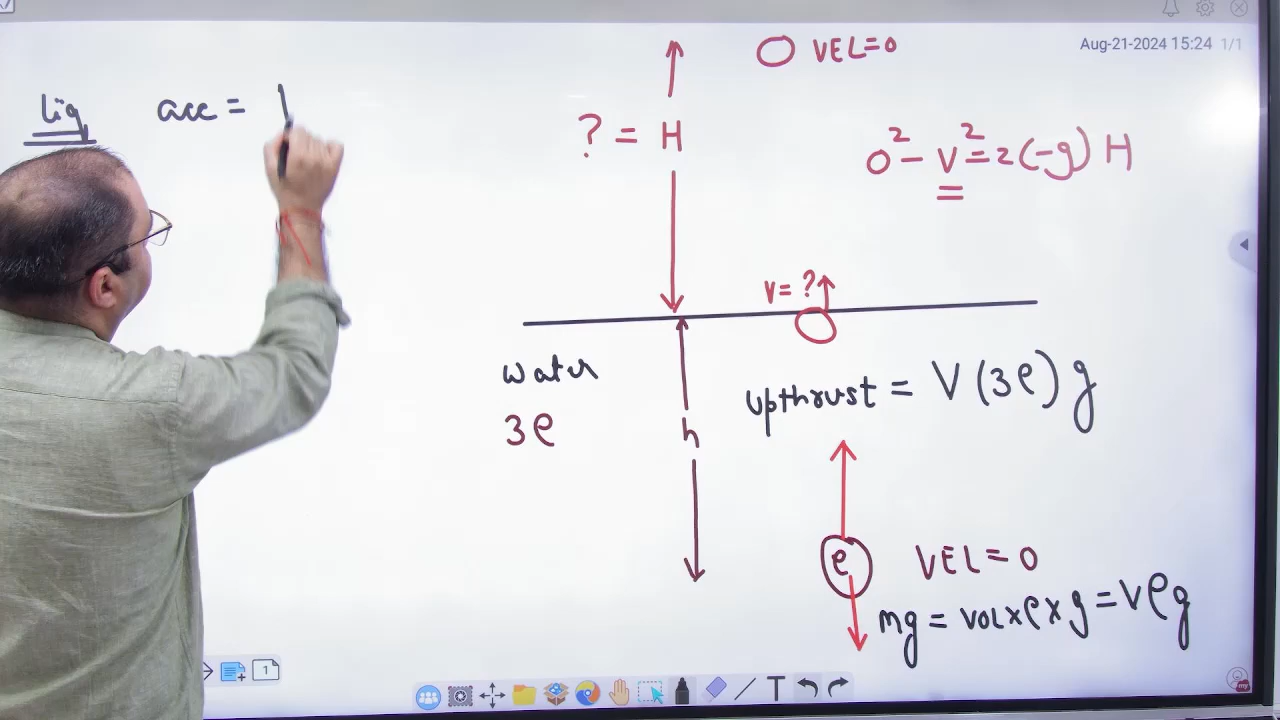 Aug-21-2024 15:24 1/1
VEL=0
Liq acc =
? = H
0² - v² = 2(-g) H
v = ?
water
3ρ
h
upthrust = V(3ρ)g
ρ
VEL = 0
mg = vol×ρ×g = Vρg
1
T